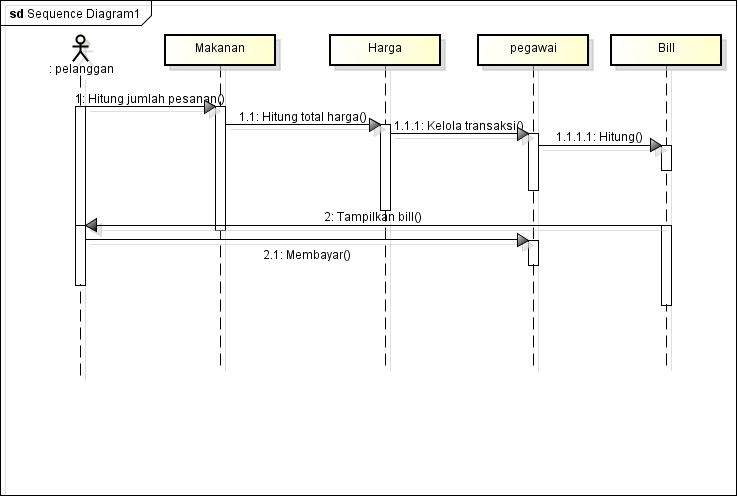 sd Sequence Diagram1
: pelanggan
Makanan
Harga
pegawai
Bill
1: Hitung jumlah pesanan()
1.1: Hitung total harga()
1.1.1: Kelola transaksi()
1.1.1.1: Hitung()
2: Tampilkan bill()
2.1: Membayar()